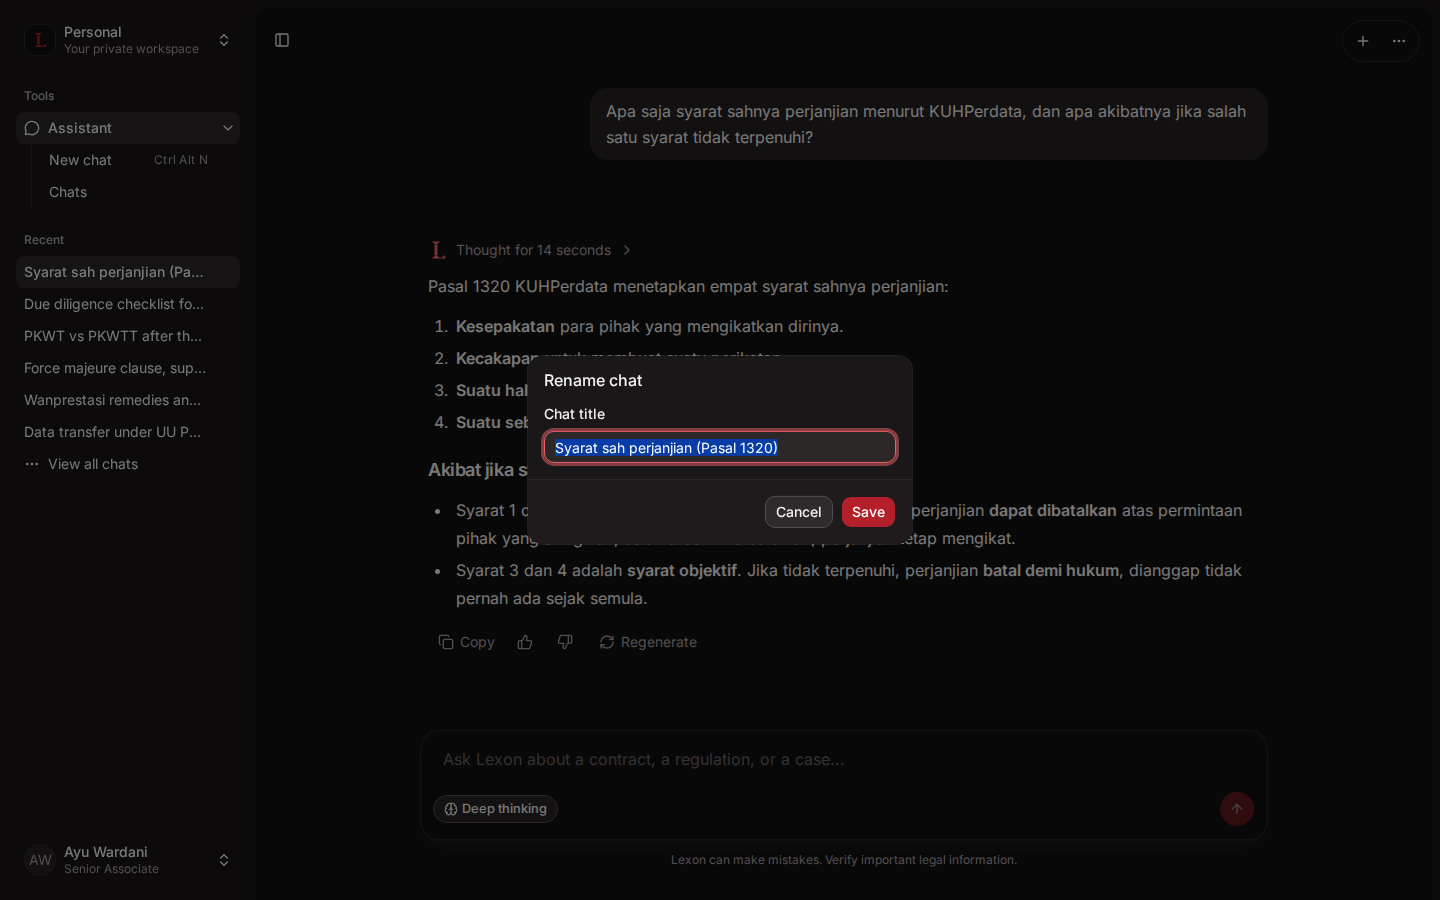 L
Personal
Your private workspace
Tools
Assistant
New chat Ctrl Alt N
Chats
Recent
Syarat sah perjanjian (Pa...
Due diligence checklist fo...
PKWT vs PKWTT after th...
Force majeure clause, sup...
Wanprestasi remedies an...
Data transfer under UU P...
View all chats
AW
Ayu Wardani
Senior Associate
Apa saja syarat sahnya perjanjian menurut KUHPerdata, dan apa akibatnya jika salah
satu syarat tidak terpenuhi?
L Thought for 14 seconds
Pasal 1320 KUHPerdata menetapkan empat syarat sahnya perjanjian:
1. Kesepakatan para pihak yang mengikatkan dirinya.
2. Kecakapan
3. Suatu hal
4. Suatu seb
Akibat jika s
Syarat 1 perjanjian dapat dibatalkan atas permintaan
pihak yang tetap mengikat.
Syarat 3 dan 4 adalah syarat objektif. Jika tidak terpenuhi, perjanjian batal demi hukum, dianggap tidak
pernah ada sejak semula.
Copy Regenerate
Rename chat
Chat title
Syarat sah perjanjian (Pasal 1320)
Cancel Save
Ask Lexon about a contract, a regulation, or a case...
Deep thinking
Lexon can make mistakes. Verify important legal information.